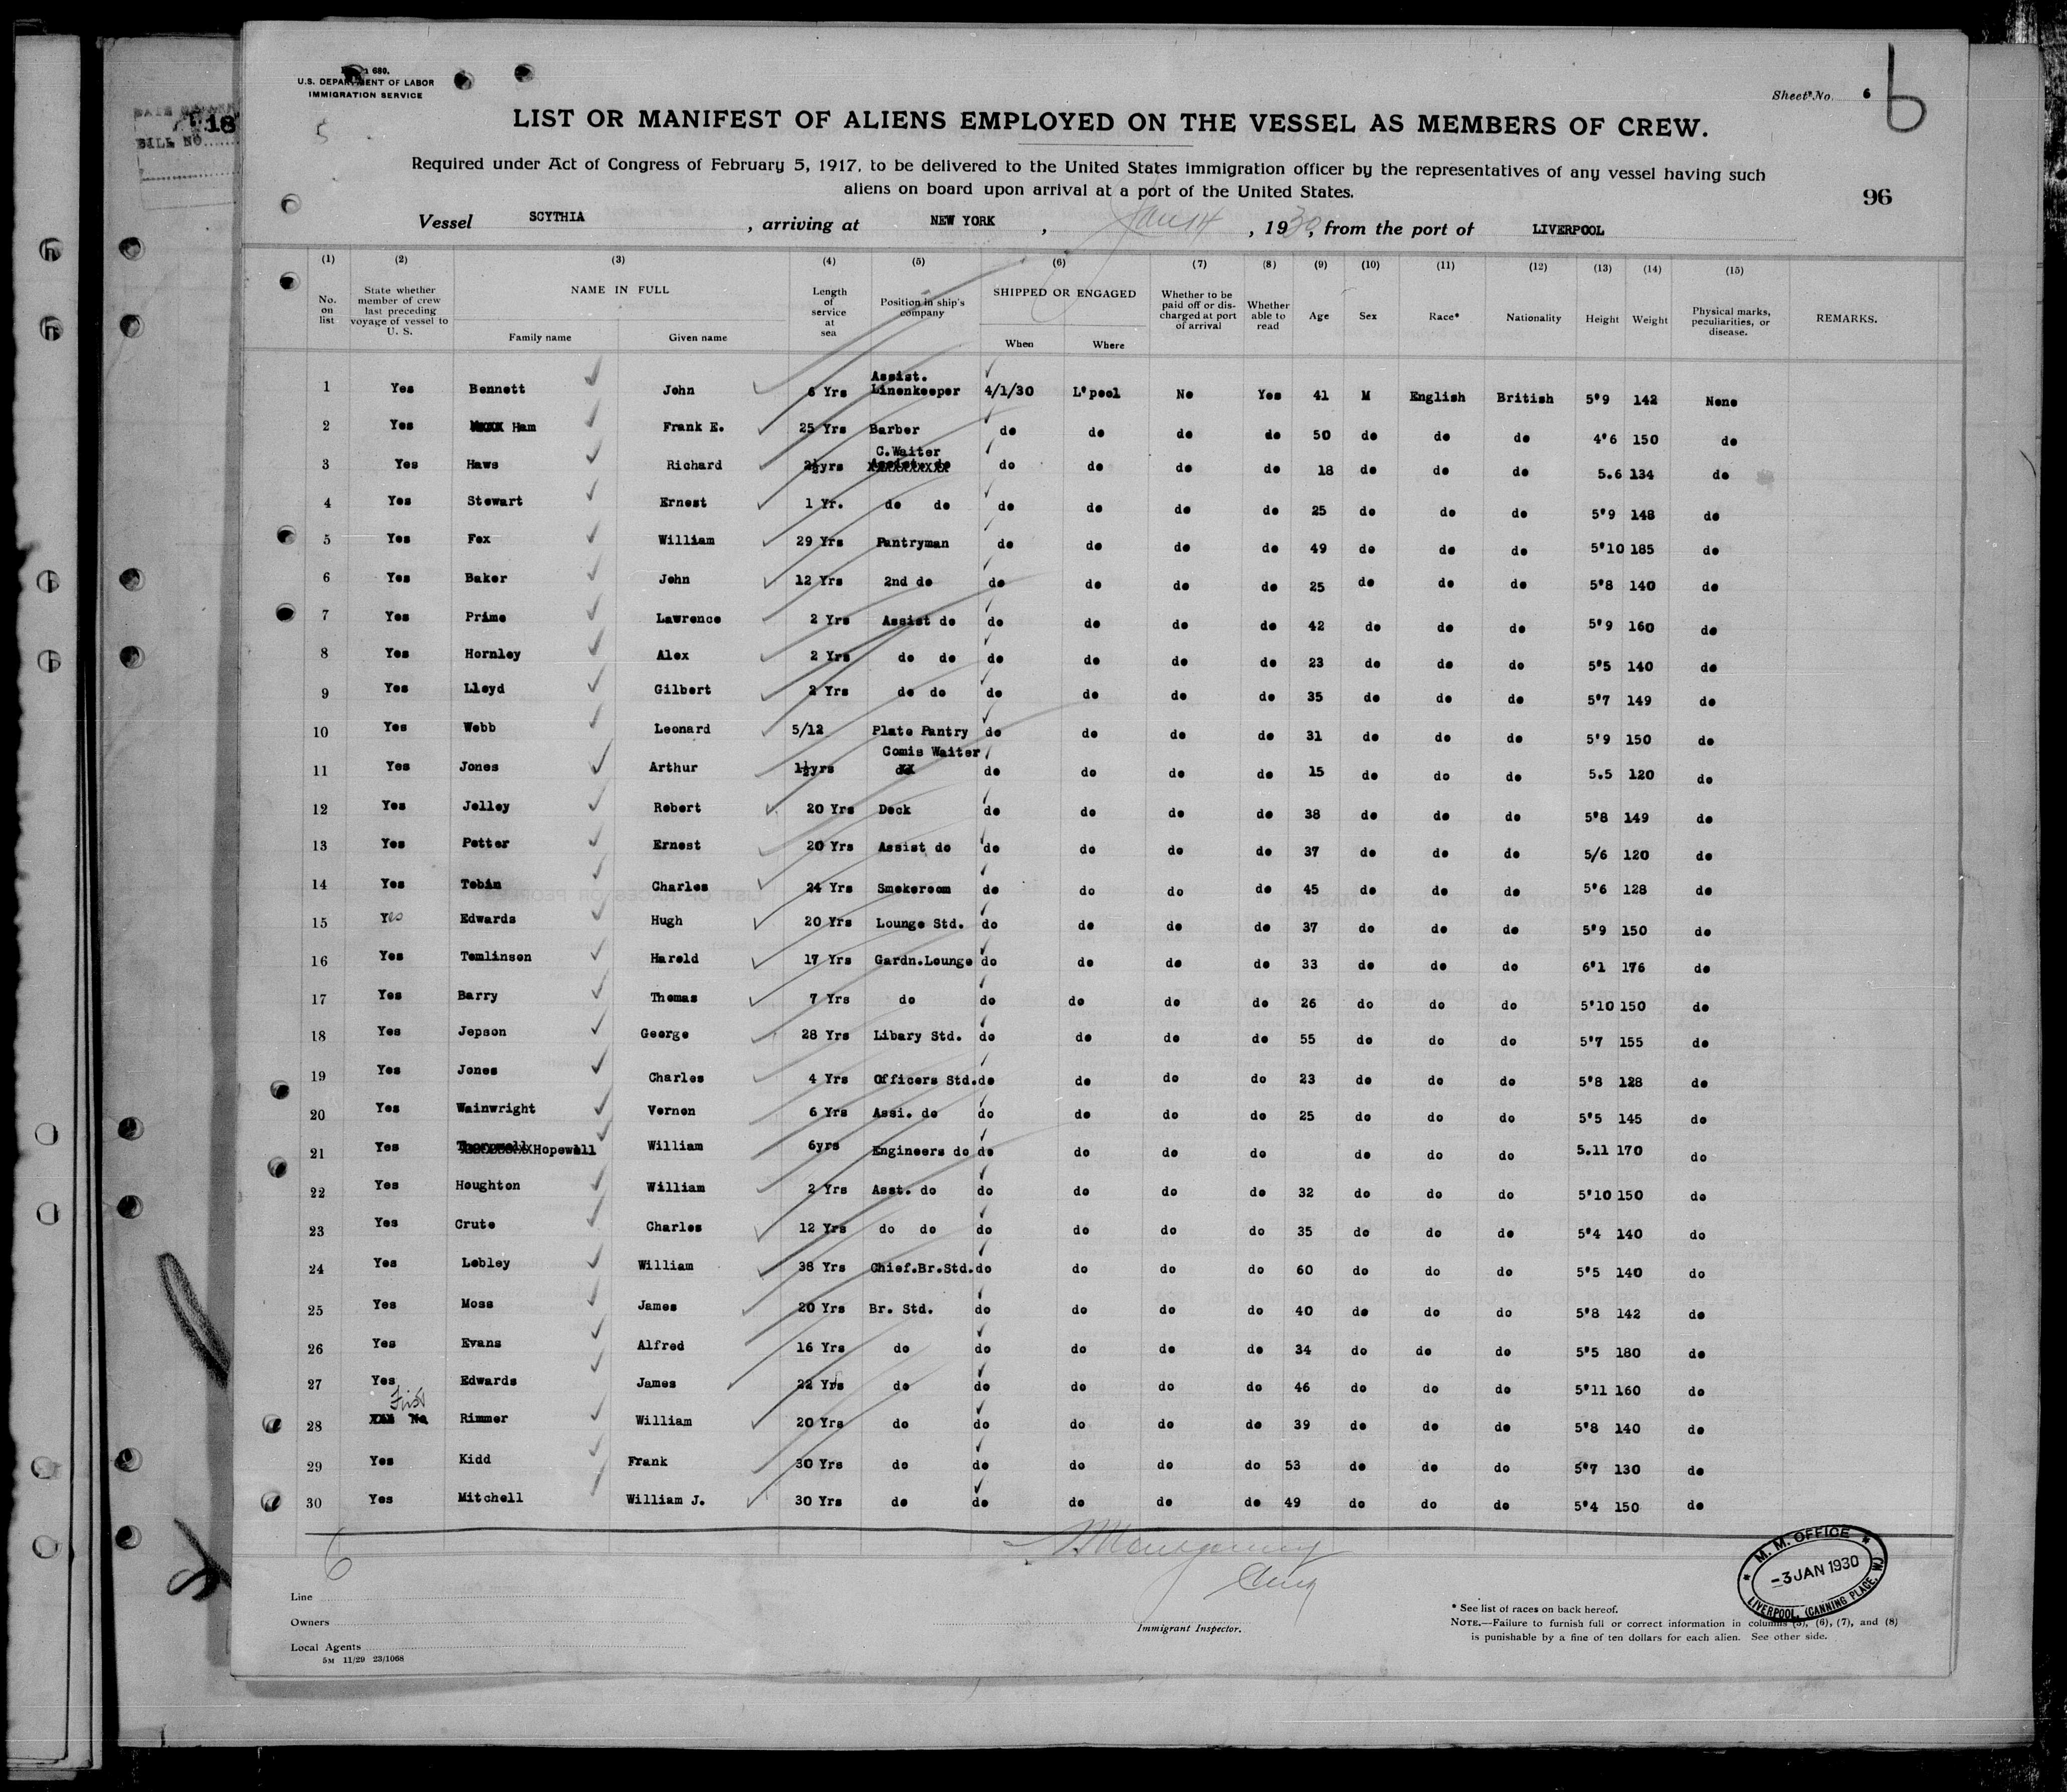 U.S. DEPARTMENT OF LABOR
IMMIGRATION SERVICE
Sheet No. 6
6
LIST OR MANIFEST OF ALIENS EMPLOYED ON THE VESSEL AS MEMBERS OF CREW.
Required under Act of Congress of February 5, 1917, to be delivered to the United States immigration officer by the representatives of any vessel having such
aliens on board upon arrival at a port of the United States.
96
Vessel SCYTHIA, arriving at NEW YORK, Jan 14, 1930, from the port of LIVERPOOL
(1) (2) (3) (4) (5) (6) (7) (8) (9) (10) (11) (12) (13) (14) (15)
No. on list State whether member of crew last preceding voyage of vessel to U. S. NAME IN FULL Family name Given name Length of service at sea Position in ship's company SHIPPED OR ENGAGED When Where Whether to be paid off or discharged at port of arrival Whether able to read Age Sex Race* Nationality Height Weight Physical marks, peculiarities, or disease. REMARKS.
1 Yes Bennett John 6 Yrs Assist. Linenkeeper 4/1/30 L'pool No Yes 41 M English British 5'9 142 None
2 Yes Ham Frank E. 25 Yrs Barber do do do do 50 do do do 4'6 150 do
3 Yes Haws Richard 2½yrs C.Waiter do do do do 18 do do do 5.6 134 do
4 Yes Stewart Ernest 1 Yr. do do do do do do 25 do do do 5'9 148 do
5 Yes Fox William 29 Yrs Pantryman do do do do 49 do do do 5'10 185 do
6 Yes Baker John 12 Yrs 2nd do do do do do 25 do do do 5'8 140 do
7 Yes Prime Lawrence 2 Yrs Assist do do do do do 42 do do do 5'9 160 do
8 Yes Hornley Alex 2 Yrs do do do do do do 23 do do do 5'5 140 do
9 Yes Lloyd Gilbert 2 Yrs do do do do do do 35 do do do 5'7 149 do
10 Yes Webb Leonard 5/12 Plate Pantry do do do do 31 do do do 5'9 150 do
11 Yes Jones Arthur 1½yrs Comis Waiter do do do do 15 do do do 5.5 120 do
12 Yes Jolley Robert 20 Yrs Deck do do do do 38 do do do 5'8 149 do
13 Yes Potter Ernest 20 Yrs Assist do do do do do 37 do do do 5/6 120 do
14 Yes Tobin Charles 24 Yrs Smokeroom do do do do 45 do do do 5'6 128 do
15 Yes Edwards Hugh 20 Yrs Lounge Std. do do do do 37 do do do 5'9 150 do
16 Yes Tomlinson Harold 17 Yrs Gardn.Lounge do do do do 33 do do do 6'1 176 do
17 Yes Barry Thomas 7 Yrs do do do do do 26 do do do 5'10 150 do
18 Yes Jepson George 28 Yrs Libary Std. do do do do 55 do do do 5'7 155 do
19 Yes Jones Charles 4 Yrs Officers Std. do do do do 23 do do do 5'8 128 do
20 Yes Wainwright Vernon 6 Yrs Assi. do do do do do 25 do do do 5'5 145 do
21 Yes Hopewell William 6yrs Engineers do do do do do do do do 5.11 170 do
22 Yes Houghton William 2 Yrs Asst. do do do do do 32 do do do 5'10 150 do
23 Yes Crute Charles 12 Yrs do do do do do do 35 do do do 5'4 140 do
24 Yes Lobley William 38 Yrs Chief.Br.Std. do do do do 60 do do do 5'5 140 do
25 Yes Moss James 20 Yrs Br. Std. do do do do 40 do do do 5'8 142 do
26 Yes Evans Alfred 16 Yrs do do do do do 34 do do do 5'5 180 do
27 Yes Edwards James 22 Yrs do do do do do 46 do do do 5'11 160 do
First
28 No Rimmer William 20 Yrs do do do do do 39 do do do 5'8 140 do
29 Yes Kidd Frank 30 Yrs do do do do do 53 do do do 5'7 130 do
30 Yes Mitchell William J. 30 Yrs do do do do do 49 do do do 5'4 150 do
6
M. M. OFFICE
-3 JAN 1930
LIVERPOOL, (CANNING PLACE, W)
Line
Owners
Local Agents
5M 11/29 23/1068
Immigrant Inspector.
* See list of races on back hereof.
NOTE.—Failure to furnish full or correct information in columns (5), (6), (7), and (8)
is punishable by a fine of ten dollars for each alien. See other side.